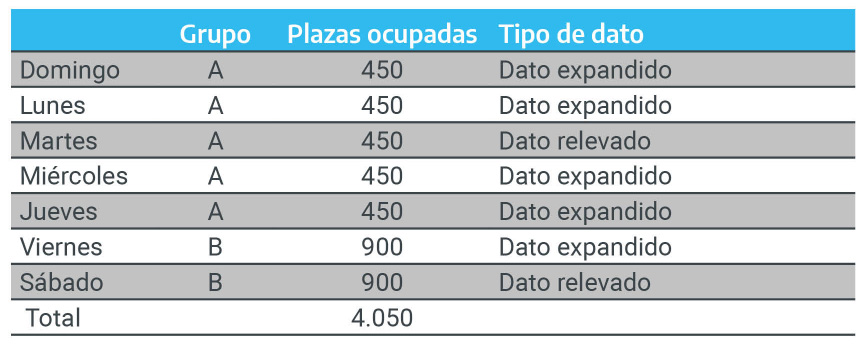 Grupo Plazas ocupadas Tipo de dato
Domingo A 450 Dato expandido
Lunes A 450 Dato expandido
Martes A 450 Dato relevado
Miércoles A 450 Dato expandido
Jueves A 450 Dato expandido
Viernes B 900 Dato expandido
Sábado B 900 Dato relevado
Total 4.050